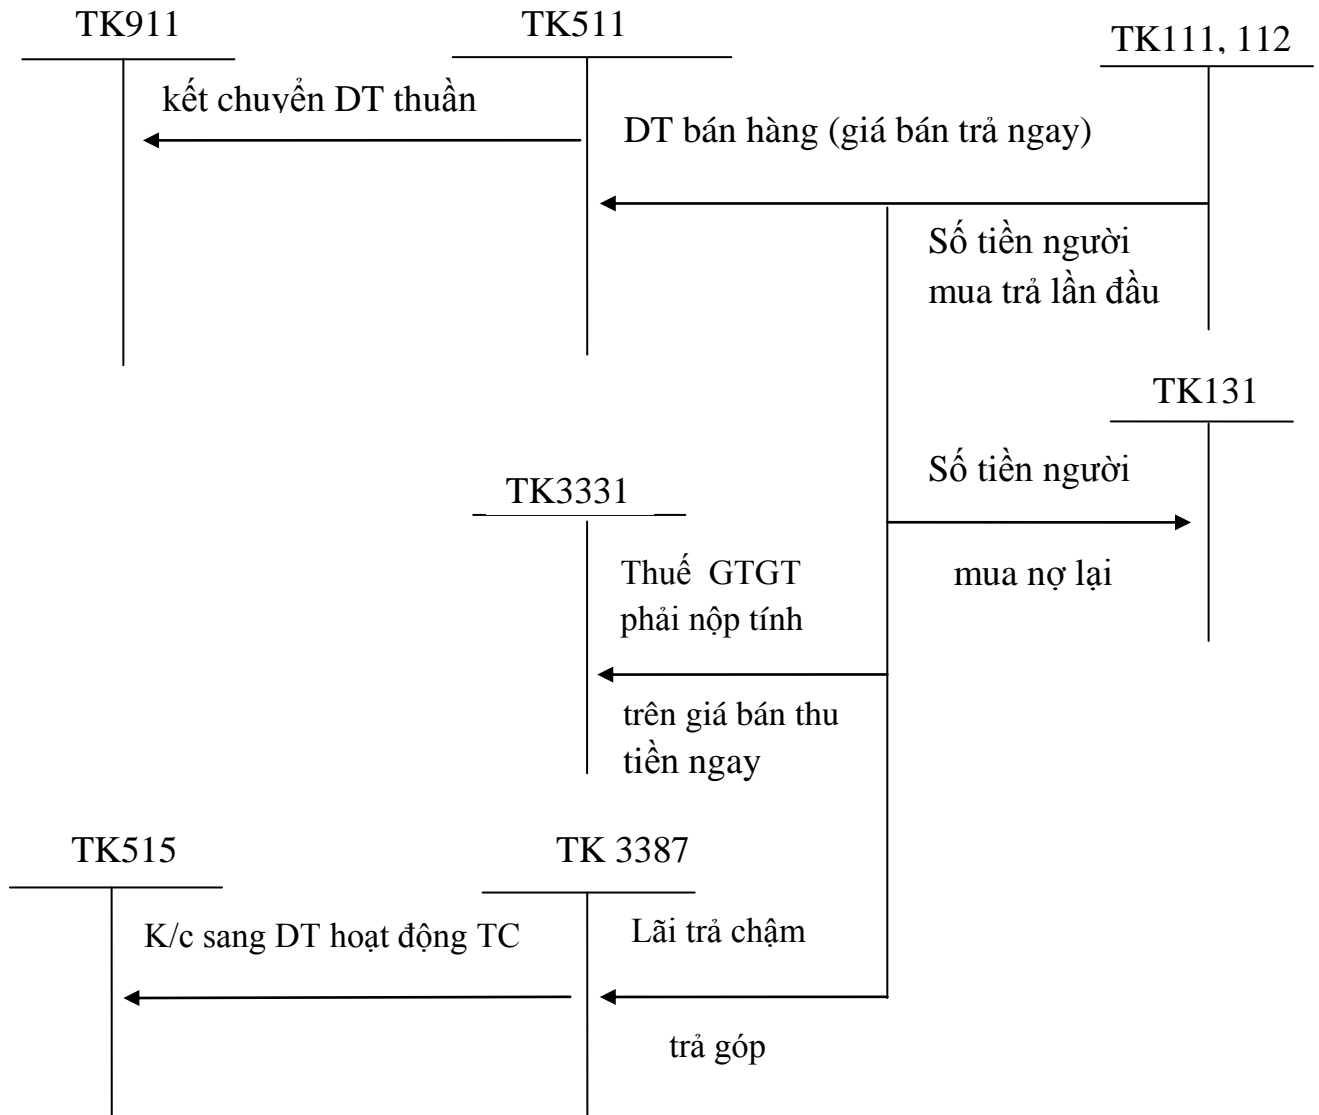 TK911
TK511
TK111, 112
kết chuyển DT thuần
DT bán hàng (giá bán trả ngay)
Số tiền người
mua trả lần đầu
TK131
Số tiền người
mua nợ lại
TK3331
Thuế GTGT
phải nộp tính
trên giá bán thu
tiền ngay
TK515
TK 3387
K/c sang DT hoạt động TC
Lãi trả chậm
trả góp